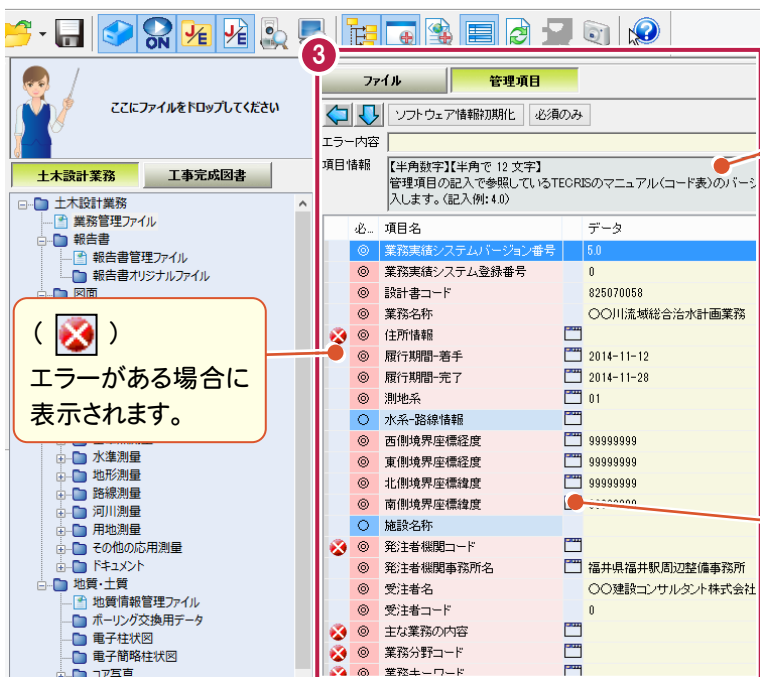 ON
J/E
J/E
3
ここにファイルをドロップしてください
土木設計業務
工事完成図書
土木設計業務
業務管理ファイル
報告書
報告書管理ファイル
報告書オリジナルファイル
図面
( )
エラーがある場合に
表示されます。
水準測量
地形測量
路線測量
河川測量
用地測量
その他の応用測量
ドキュメント
地質・土質
地質情報管理ファイル
ボーリング交換用データ
電子柱状図
電子簡略柱状図
コア写真
ファイル
管理項目
ソフトウェア情報初期化
必須のみ
エラー内容
項目情報
【半角数字】【半角で 12 文字】
管理項目の記入で参照しているTECRISのマニュアル(コード表)のバージ
入します。(記入例:4.0)
必... 項目名 データ
◎ 業務実績システムバージョン番号 5.0
◎ 業務実績システム登録番号 0
◎ 設計書コード 825070058
◎ 業務名称 〇〇川流域総合治水計画業務
◎ 住所情報
◎ 履行期間-着手 2014-11-12
◎ 履行期間-完了 2014-11-28
◎ 測地系 01
○ 水系-路線情報
◎ 西側境界座標経度 99999999
◎ 東側境界座標経度 99999999
◎ 北側境界座標緯度 99999999
◎ 南側境界座標緯度
○ 施設名称
◎ 発注者機関コード
◎ 発注者機関事務所名 福井県福井駅周辺整備事務所
◎ 受注者名 〇〇建設コンサルタント株式会社
◎ 受注者コード 0
◎ 主な業務の内容
◎ 業務分野コード
◎ 業務キーワード